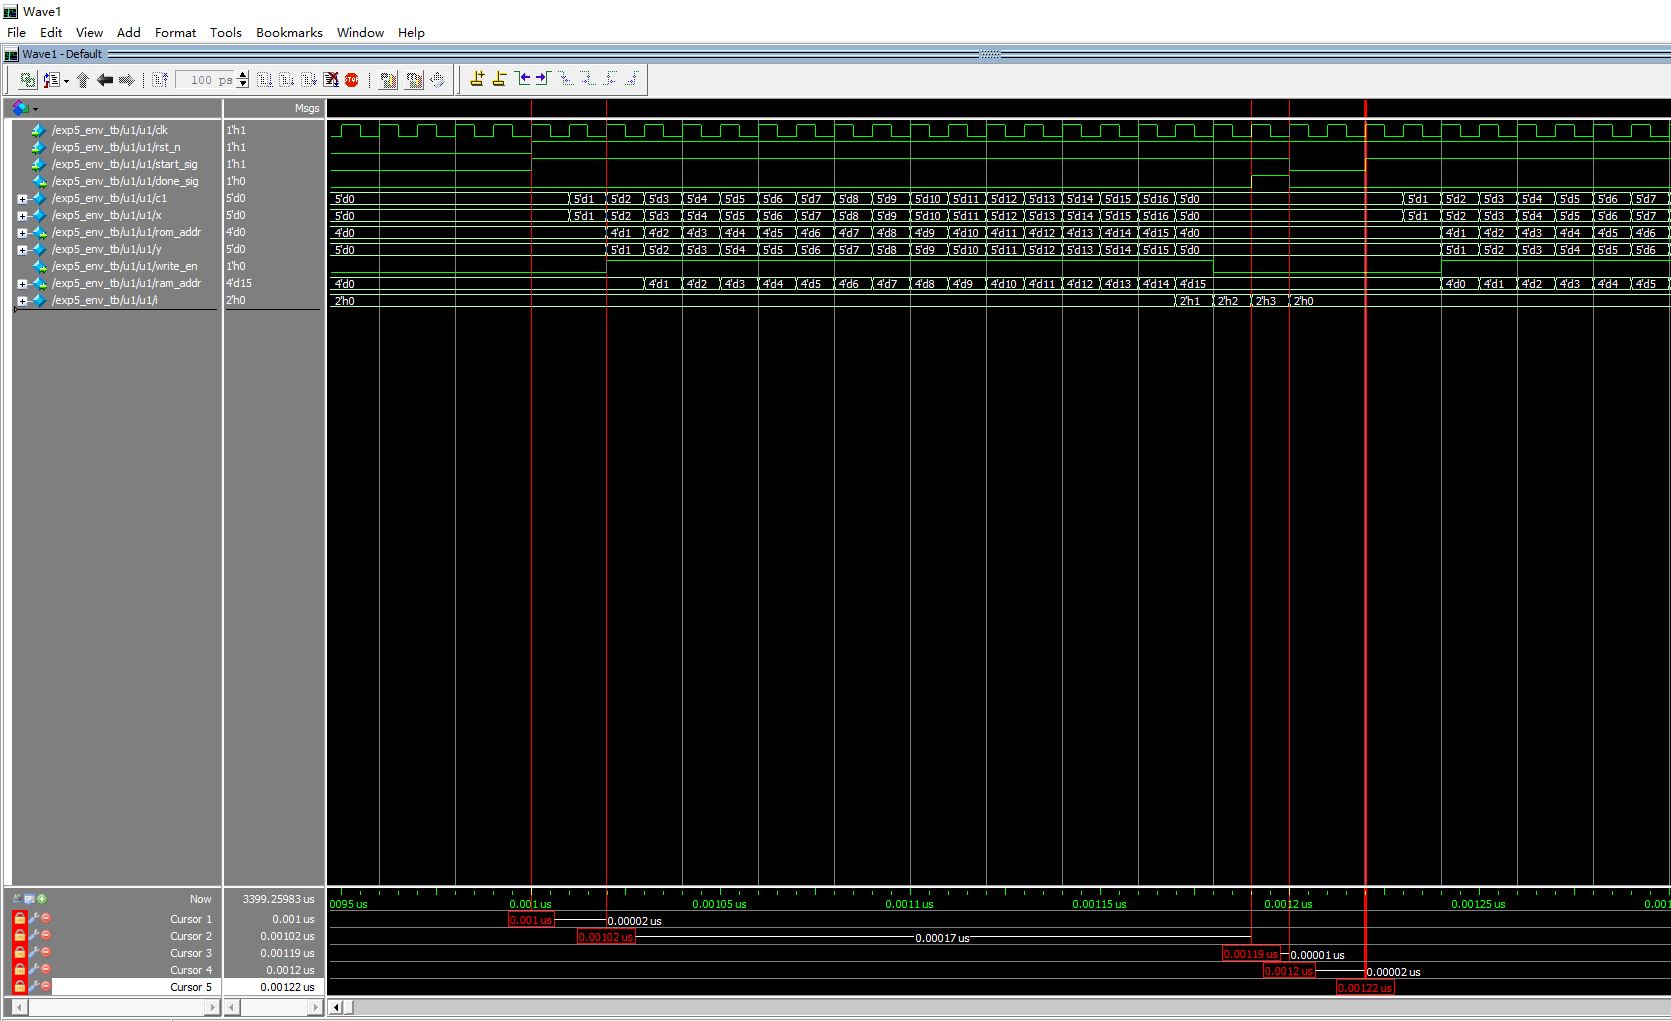 Wave1
File Edit View Add Format Tools Bookmarks Window Help
Wave1 - Default
100 ps STOP
Msgs
/exp5_env_tb/u1/u1/clk 1'h1
/exp5_env_tb/u1/u1/rst_n 1'h1
/exp5_env_tb/u1/u1/start_sig 1'h1
/exp5_env_tb/u1/u1/done_sig 1'h0
/exp5_env_tb/u1/u1/c1 5'd0 5'd0 5'd1 5'd2 5'd3 5'd4 5'd5 5'd6 5'd7 5'd8 5'd9 5'd10 5'd11 5'd12 5'd13 5'd14 5'd15 5'd16 5'd0 5'd1 5'd2 5'd3 5'd4 5'd5 5'd6 5'd7
/exp5_env_tb/u1/u1/x 5'd0 5'd0 5'd1 5'd2 5'd3 5'd4 5'd5 5'd6 5'd7 5'd8 5'd9 5'd10 5'd11 5'd12 5'd13 5'd14 5'd15 5'd16 5'd0 5'd1 5'd2 5'd3 5'd4 5'd5 5'd6 5'd7
/exp5_env_tb/u1/u1/rom_addr 4'd0 4'd0 4'd1 4'd2 4'd3 4'd4 4'd5 4'd6 4'd7 4'd8 4'd9 4'd10 4'd11 4'd12 4'd13 4'd14 4'd15 4'd0 4'd1 4'd2 4'd3 4'd4 4'd5 4'd6
/exp5_env_tb/u1/u1/y 5'd0 5'd0 5'd1 5'd2 5'd3 5'd4 5'd5 5'd6 5'd7 5'd8 5'd9 5'd10 5'd11 5'd12 5'd13 5'd14 5'd15 5'd0 5'd1 5'd2 5'd3 5'd4 5'd5 5'd6
/exp5_env_tb/u1/u1/write_en 1'h0
/exp5_env_tb/u1/u1/ram_addr 4'd15 4'd0 4'd1 4'd2 4'd3 4'd4 4'd5 4'd6 4'd7 4'd8 4'd9 4'd10 4'd11 4'd12 4'd13 4'd14 4'd15 4'd0 4'd1 4'd2 4'd3 4'd4 4'd5
/exp5_env_tb/u1/u1/i 2'h0 2'h0 2'h1 2'h2 2'h3 2'h0
Now 3399.25983 us 0095 us 0.001 us 0.00105 us 0.0011 us 0.00115 us 0.0012 us 0.00125 us 0.001
Cursor 1 0.001 us 0.001 us 0.00002 us
Cursor 2 0.00102 us 0.00102 us 0.00017 us
Cursor 3 0.00119 us 0.00119 us 0.00001 us
Cursor 4 0.0012 us 0.0012 us 0.00002 us
Cursor 5 0.00122 us 0.00122 us